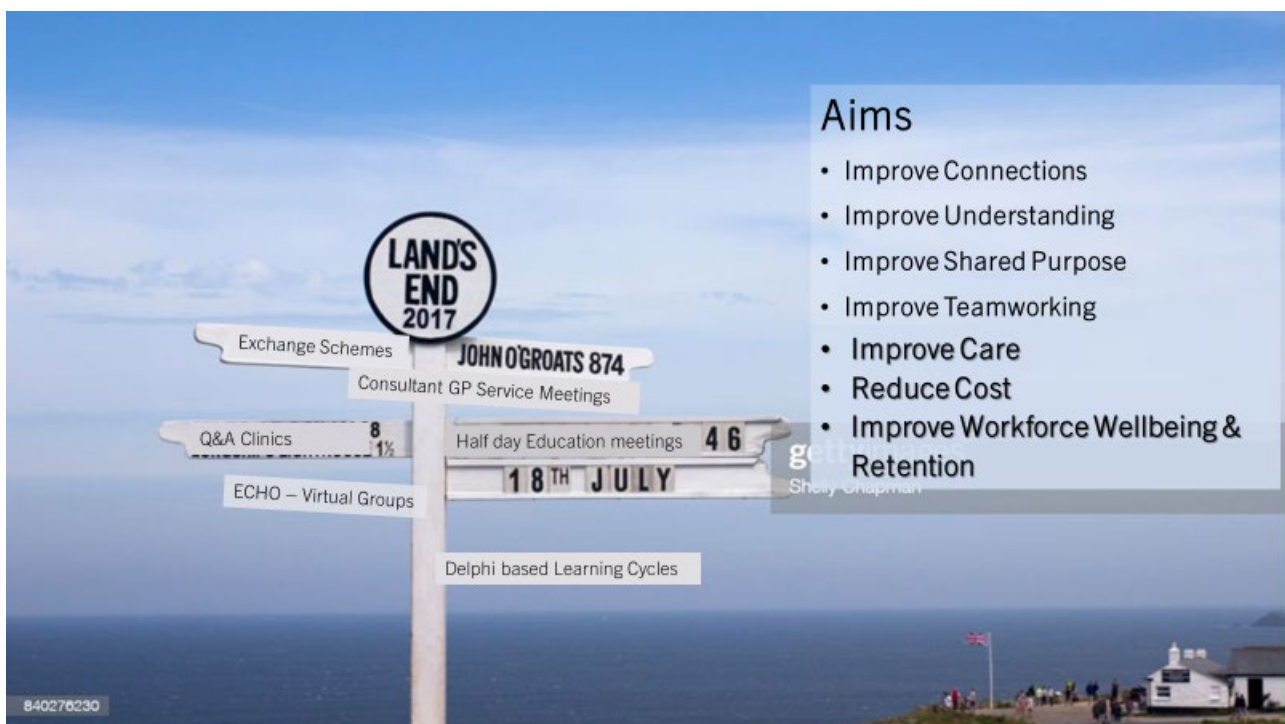 Aims
• Improve Connections
• Improve Understanding
• Improve Shared Purpose
• Improve Teamworking
• Improve Care
• Reduce Cost
• Improve Workforce Wellbeing &
Retention
LAND'S
END
2017
Exchange Schemes
JOHN O'GROATS 874
Consultant GP Service Meetings
Q&A Clinics
8
1½
Half day Education meetings
46
18TH JULY
ECHO – Virtual Groups
Delphi based Learning Cycles
Shelly Chapman
840276230